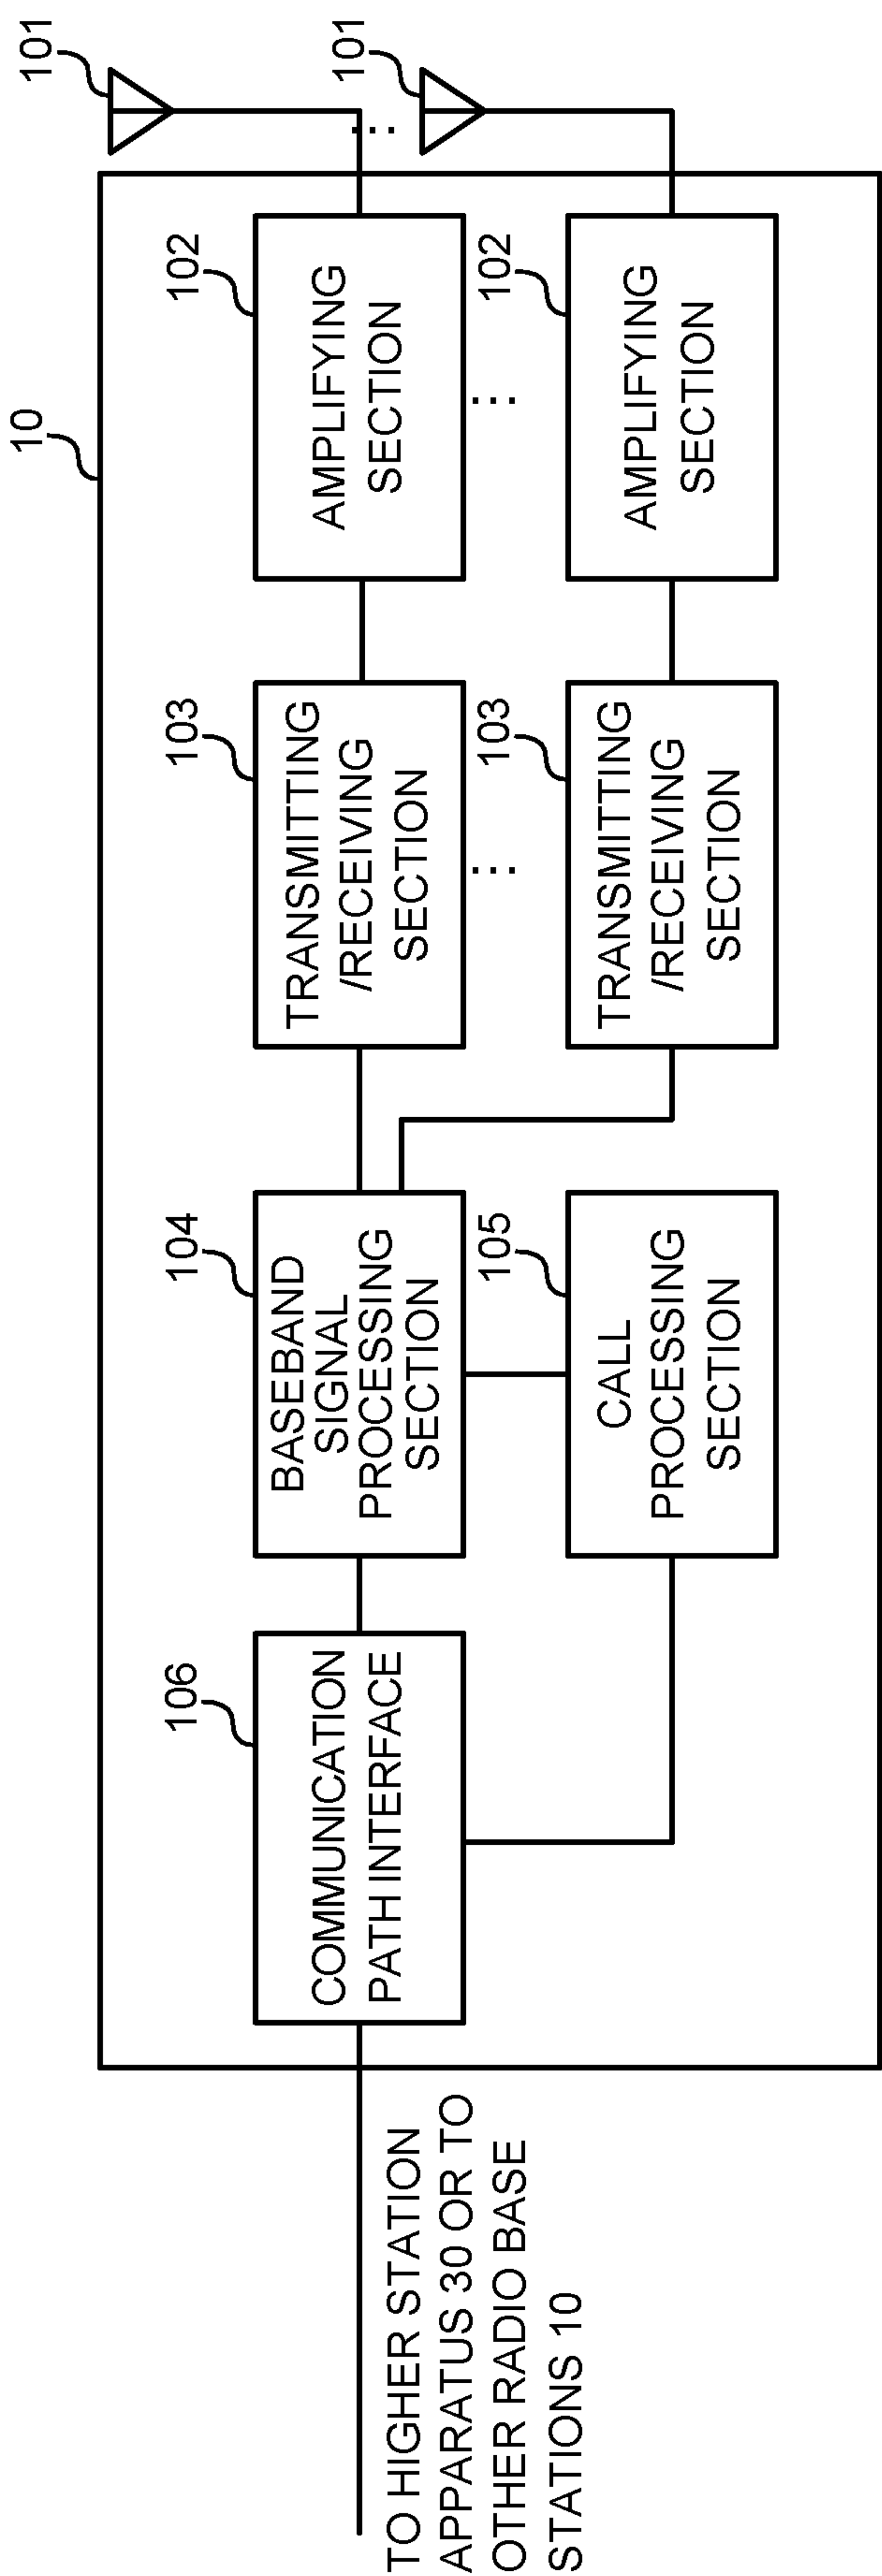 10
101
101
102
AMPLIFYING
SECTION
102
AMPLIFYING
SECTION
...
103
TRANSMITTING
/RECEIVING
SECTION
103
TRANSMITTING
/RECEIVING
SECTION
...
...
104
BASEBAND
SIGNAL
PROCESSING
SECTION
105
CALL
PROCESSING
SECTION
106
COMMUNICATION
PATH INTERFACE
TO HIGHER STATION
APPARATUS 30 OR TO
OTHER RADIO BASE
STATIONS 10